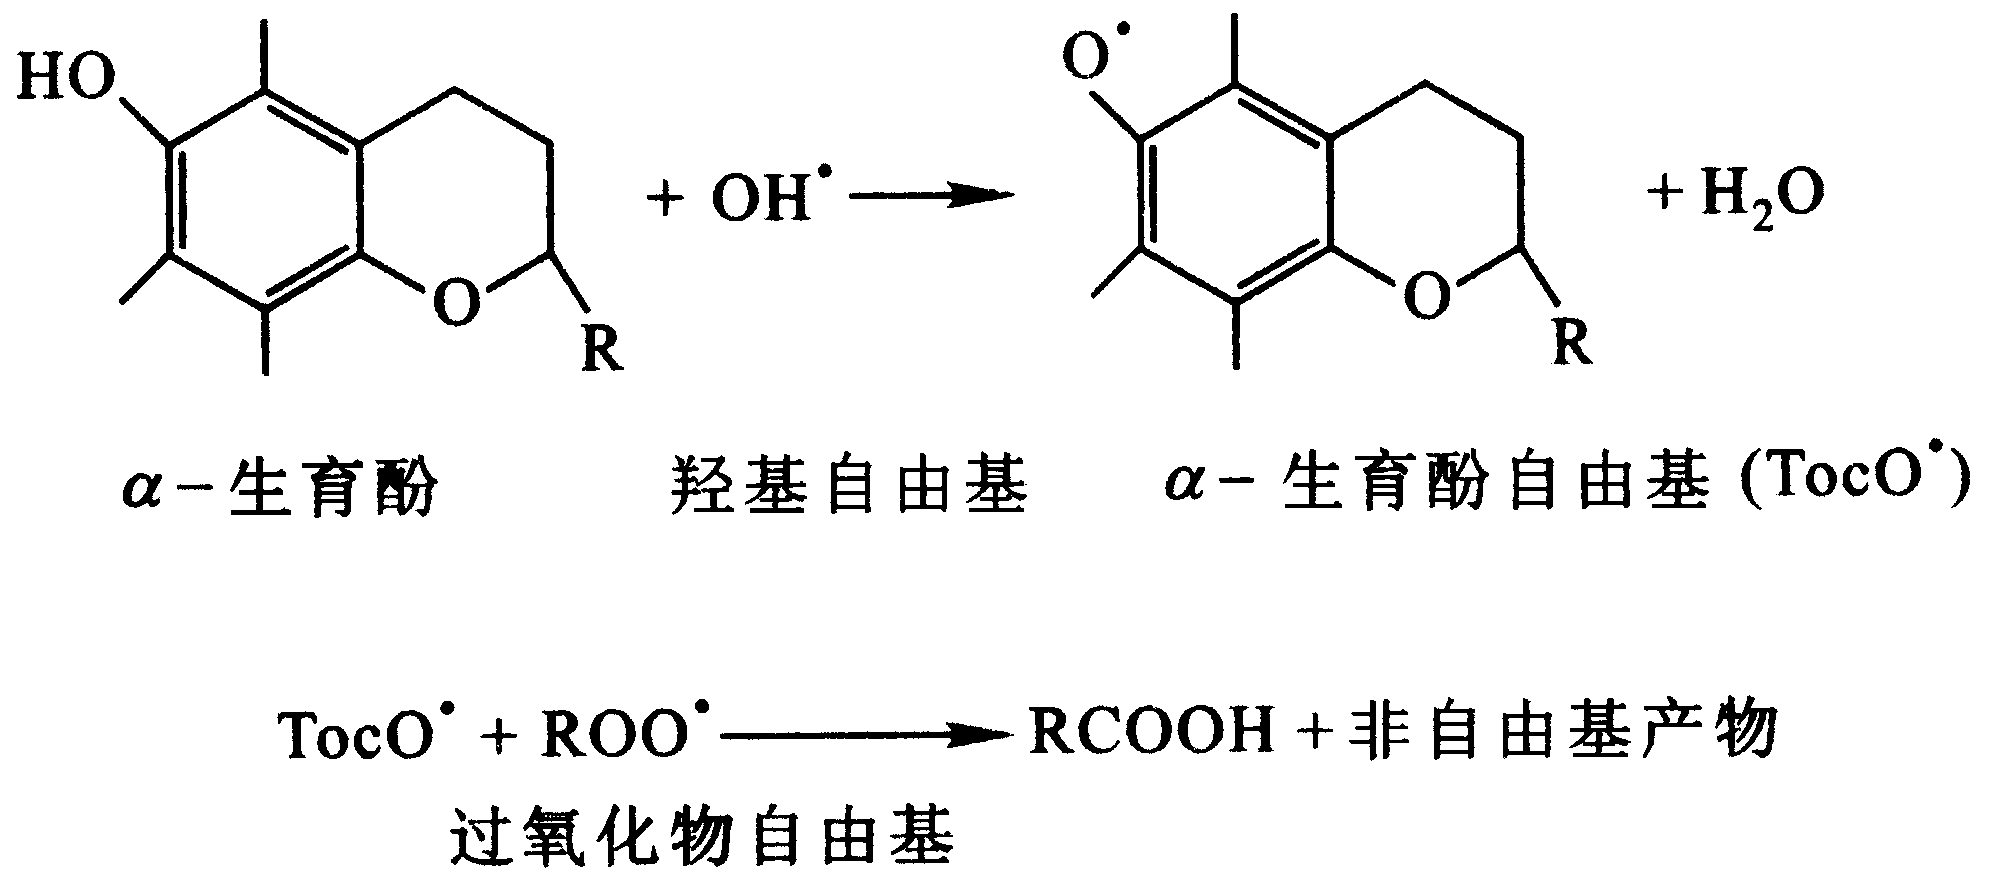 HO O R + OH• O• O R + H₂O
α－生育酚 羟基自由基 α－生育酚自由基 (TocO•)
TocO• + ROO• → RCOOH + 非自由基产物
过氧化物自由基